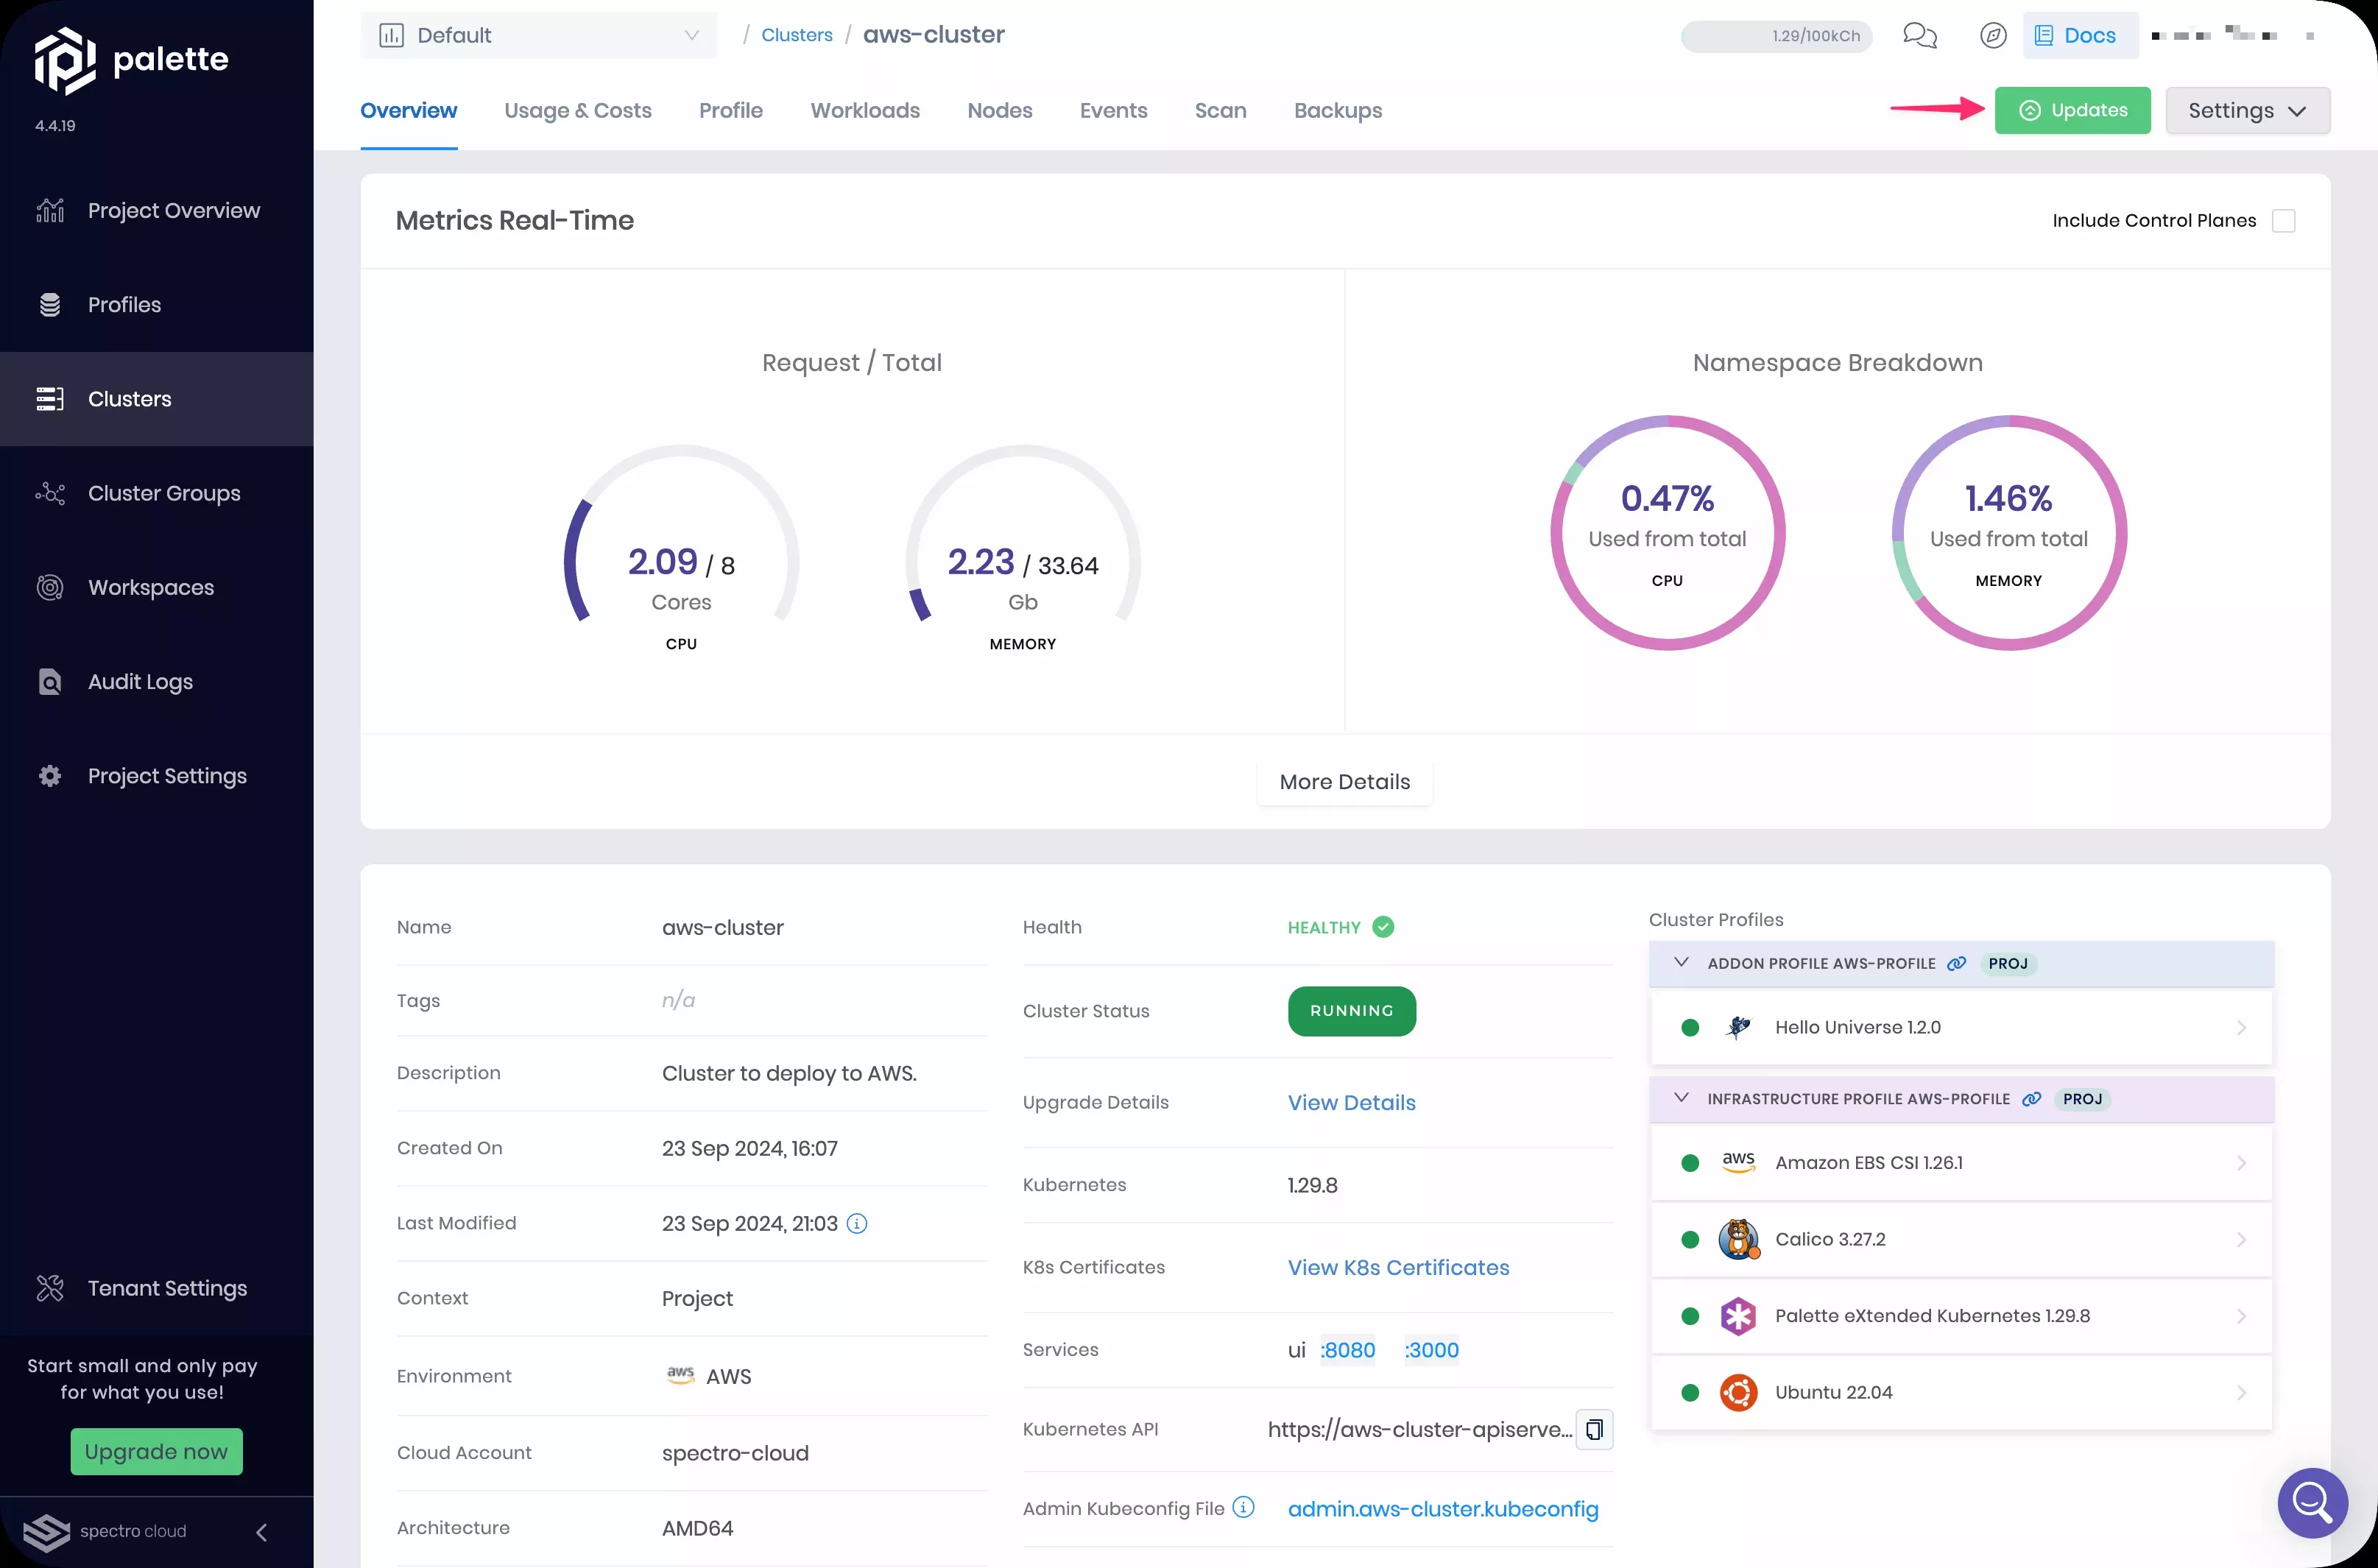 palette
4.4.19
Project Overview
Profiles
Clusters
Cluster Groups
Workspaces
Audit Logs
Project Settings
Tenant Settings
Start small and only pay
for what you use!
Upgrade now
spectro cloud
Default
/ Clusters / aws-cluster
1.29/100kCh
Docs
Overview
Usage & Costs
Profile
Workloads
Nodes
Events
Scan
Backups
Updates
Settings
Metrics Real-Time
Include Control Planes
Request / Total
2.09 / 8
Cores
CPU
2.23 / 33.64
Gb
MEMORY
Namespace Breakdown
0.47%
Used from total
CPU
1.46%
Used from total
MEMORY
More Details
Name aws-cluster
Tags n/a
Description Cluster to deploy to AWS.
Created On 23 Sep 2024, 16:07
Last Modified 23 Sep 2024, 21:03
Context Project
Environment aws AWS
Cloud Account spectro-cloud
Architecture AMD64
Health HEALTHY
Cluster Status RUNNING
Upgrade Details View Details
Kubernetes 1.29.8
K8s Certificates View K8s Certificates
Services ui :8080 :3000
Kubernetes API https://aws-cluster-apiserve...
Admin Kubeconfig File admin.aws-cluster.kubeconfig
Cluster Profiles
ADDON PROFILE AWS-PROFILE PROJ
Hello Universe 1.2.0
INFRASTRUCTURE PROFILE AWS-PROFILE PROJ
aws Amazon EBS CSI 1.26.1
Calico 3.27.2
Palette eXtended Kubernetes 1.29.8
Ubuntu 22.04